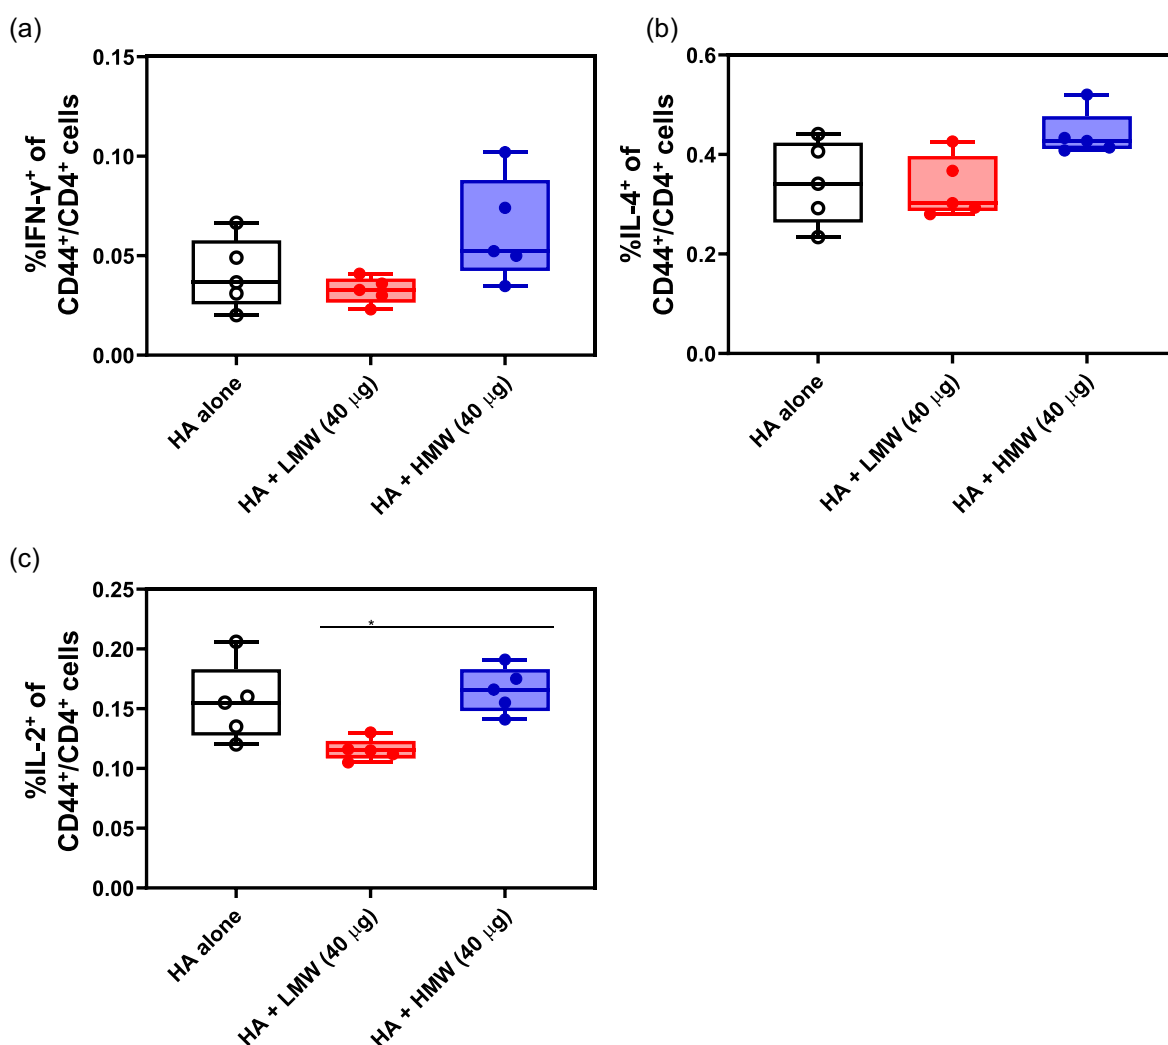 (a)
%IFN-γ⁺ of
CD44⁺/CD4⁺ cells
0.15
0.10
0.05
0.00
HA alone
HA + LMW (40 μg)
HA + HMW (40 μg)
(b)
%IL-4⁺ of
CD44⁺/CD4⁺ cells
0.6
0.4
0.2
0.0
HA alone
HA + LMW (40 μg)
HA + HMW (40 μg)
(c)
%IL-2⁺ of
CD44⁺/CD4⁺ cells
0.25
0.20
0.15
0.10
0.05
0.00
*
HA alone
HA + LMW (40 μg)
HA + HMW (40 μg)